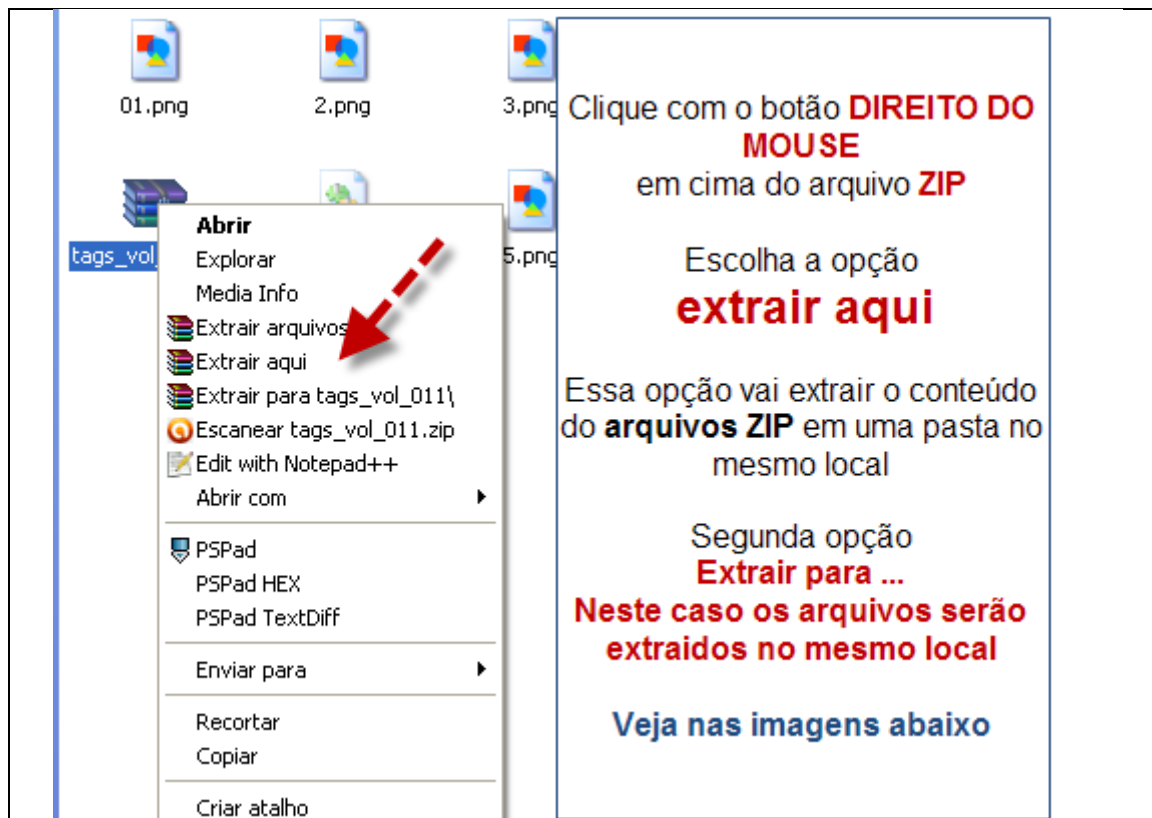 01.png
2.png
3.png
tags_vol_
5.png
Abrir
Explorar
Media Info
Extrair arquivos
Extrair aqui
Extrair para tags_vol_011\
Escanear tags_vol_011.zip
Edit with Notepad++
Abrir com
PSPad
PSPad HEX
PSPad TextDiff
Enviar para
Recortar
Copiar
Criar atalho
Clique com o botão DIREITO DO
MOUSE
em cima do arquivo ZIP
Escolha a opção
extrair aqui
Essa opção vai extrair o conteúdo
do arquivos ZIP em uma pasta no
mesmo local
Segunda opção
Extrair para ...
Neste caso os arquivos serão
extraidos no mesmo local
Veja nas imagens abaixo